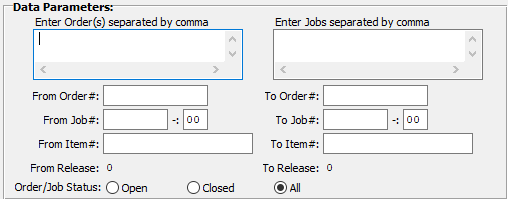 Data Parameters:
Enter Order(s) separated by comma Enter Jobs separated by comma
From Order#: To Order#:
From Job#: -: 00 To Job#: -: 00
From Item#: To Item#:
From Release: 0 To Release: 0
Order/Job Status: Open Closed All